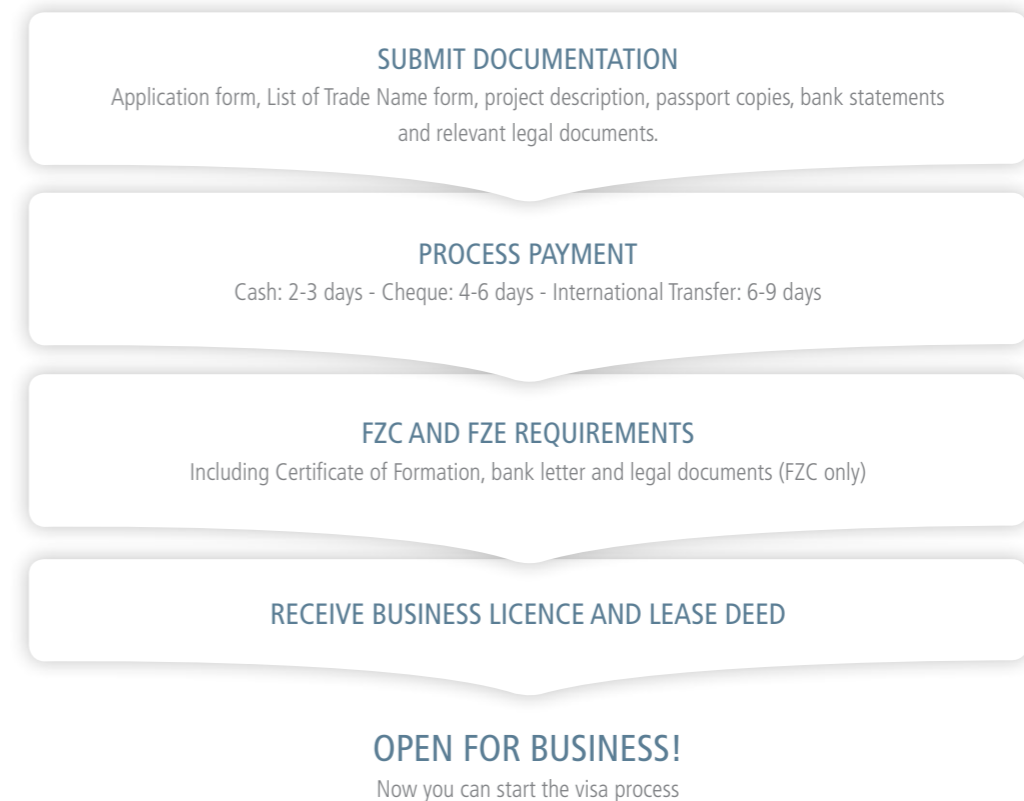 SUBMIT DOCUMENTATION
Application form, List of Trade Name form, project description, passport copies, bank statements
and relevant legal documents.
PROCESS PAYMENT
Cash: 2-3 days - Cheque: 4-6 days - International Transfer: 6-9 days
FZC AND FZE REQUIREMENTS
Including Certificate of Formation, bank letter and legal documents (FZC only)
RECEIVE BUSINESS LICENCE AND LEASE DEED
OPEN FOR BUSINESS!
Now you can start the visa process